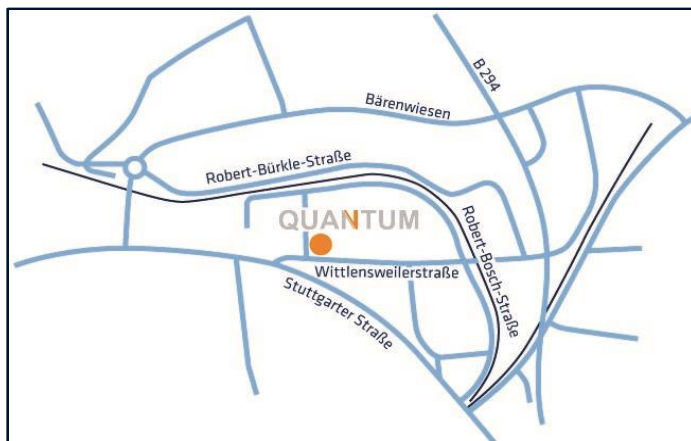 B 294
Bärenwiesen
Robert-Bürkle-Straße
QUANTUM
Robert-Bosch-Straße
Wittlensweilerstraße
Stuttgarter Straße